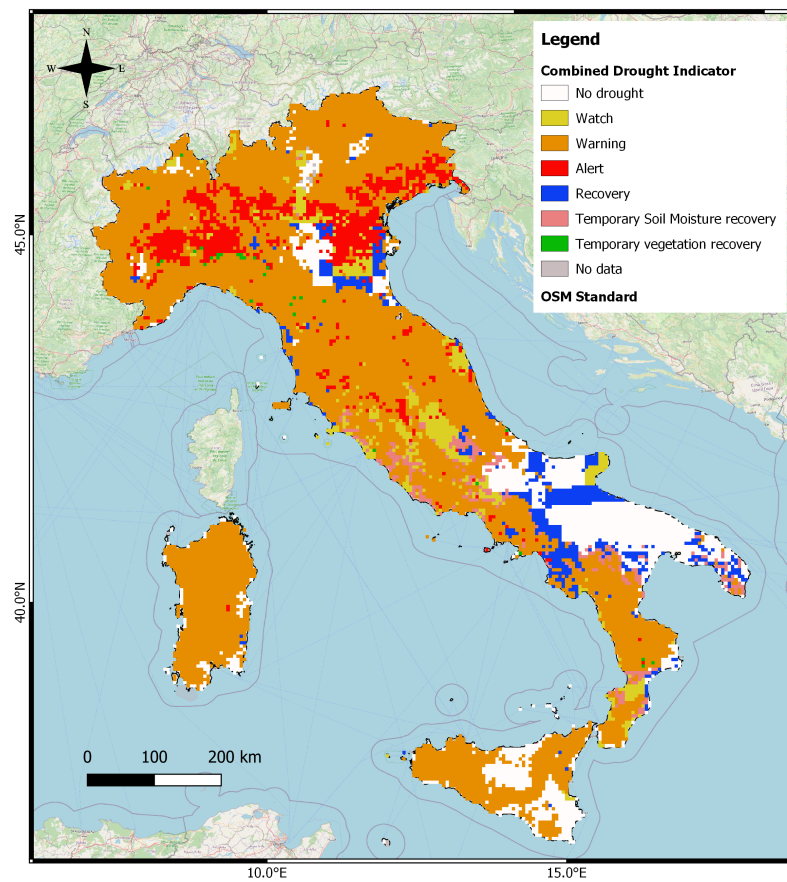 N
W E
S
Legend
Combined Drought Indicator
No drought
Watch
Warning
Alert
Recovery
Temporary Soil Moisture recovery
Temporary vegetation recovery
No data
OSM Standard
45.0°N
40.0°N
0 100 200 km
10.0°E 15.0°E